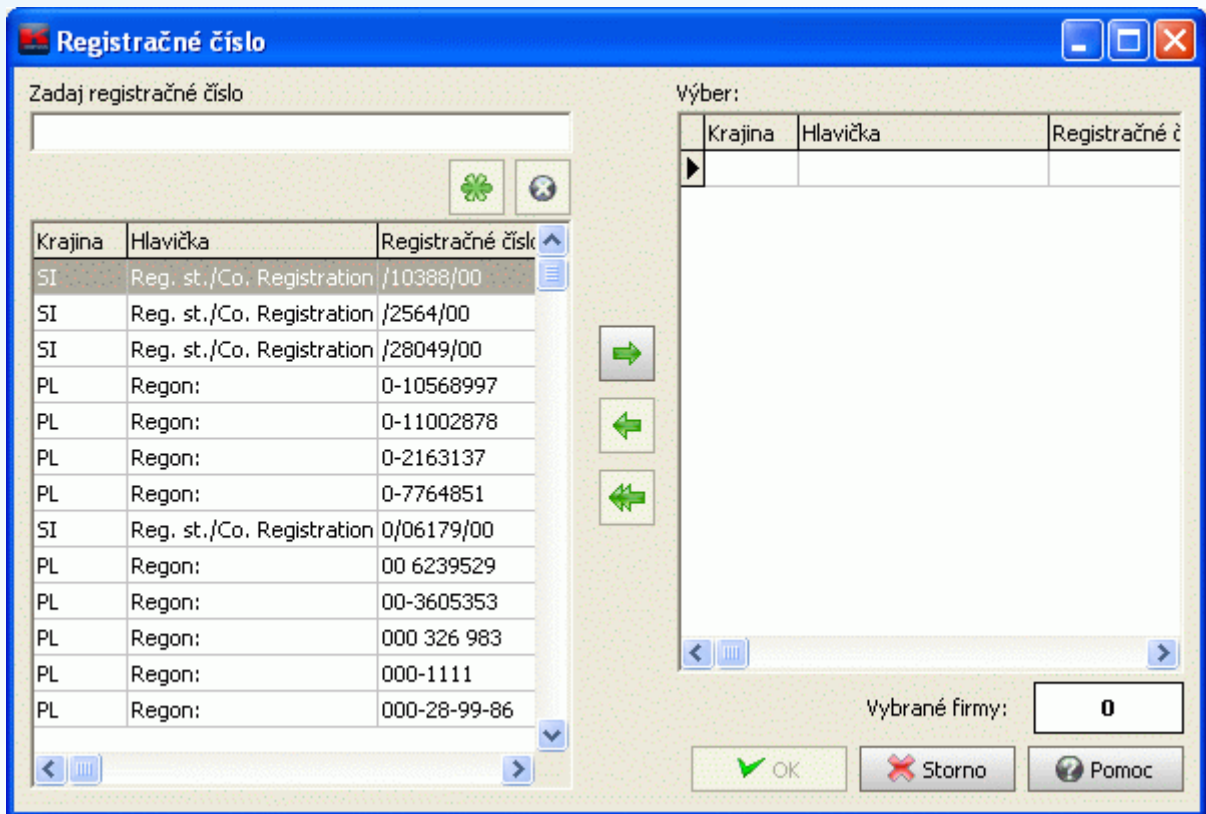 Registračné číslo
Zadaj registračné číslo
Krajina Hlavička Registračné čísl
SI Reg. st./Co. Registration /10388/00
SI Reg. st./Co. Registration /2564/00
SI Reg. st./Co. Registration /28049/00
PL Regon: 0-10568997
PL Regon: 0-11002878
PL Regon: 0-2163137
PL Regon: 0-7764851
SI Reg. st./Co. Registration 0/06179/00
PL Regon: 00 6239529
PL Regon: 00-3605353
PL Regon: 000 326 983
PL Regon: 000-1111
PL Regon: 000-28-99-86
Výber:
Krajina Hlavička Registračné č
Vybrané firmy: 0
OK Storno Pomoc